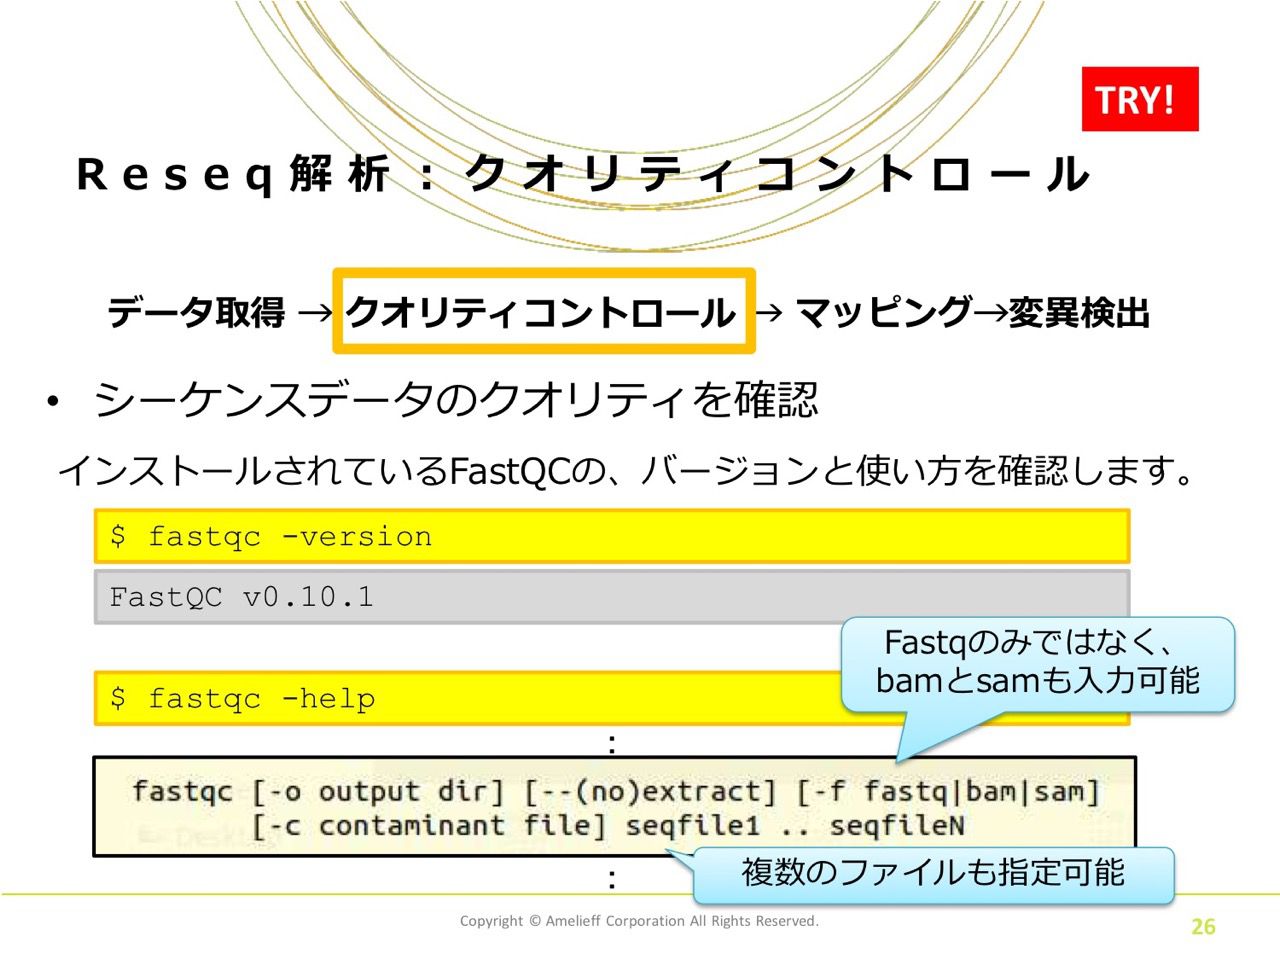 TRY!
Reseq解析：クオリティコントロール
データ取得 → クオリティコントロール → マッピング→変異検出
• シーケンスデータのクオリティを確認
インストールされているFastQCの、バージョンと使い方を確認します。
$ fastqc -version
FastQC v0.10.1
Fastqのみではなく、
bamとsamも入力可能
$ fastqc -help
：
fastqc [-o output dir] [--(no)extract] [-f fastq|bam|sam]
[-c contaminant file] seqfile1 .. seqfileN
複数のファイルも指定可能
：
Copyright © Amelieff Corporation All Rights Reserved.
26